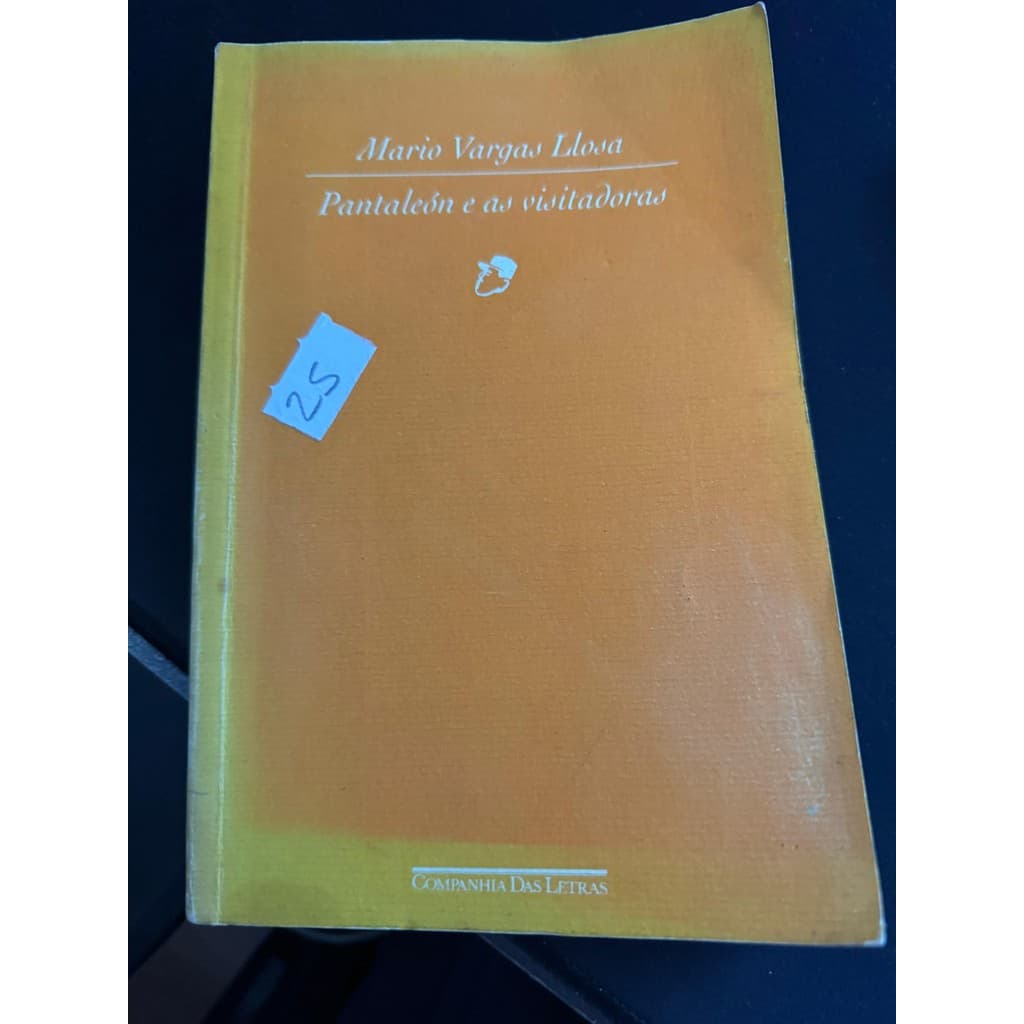 Mario Vargas Llosa
Pantaleón e as visitadoras
25
COMPANHIA DAS LETRAS